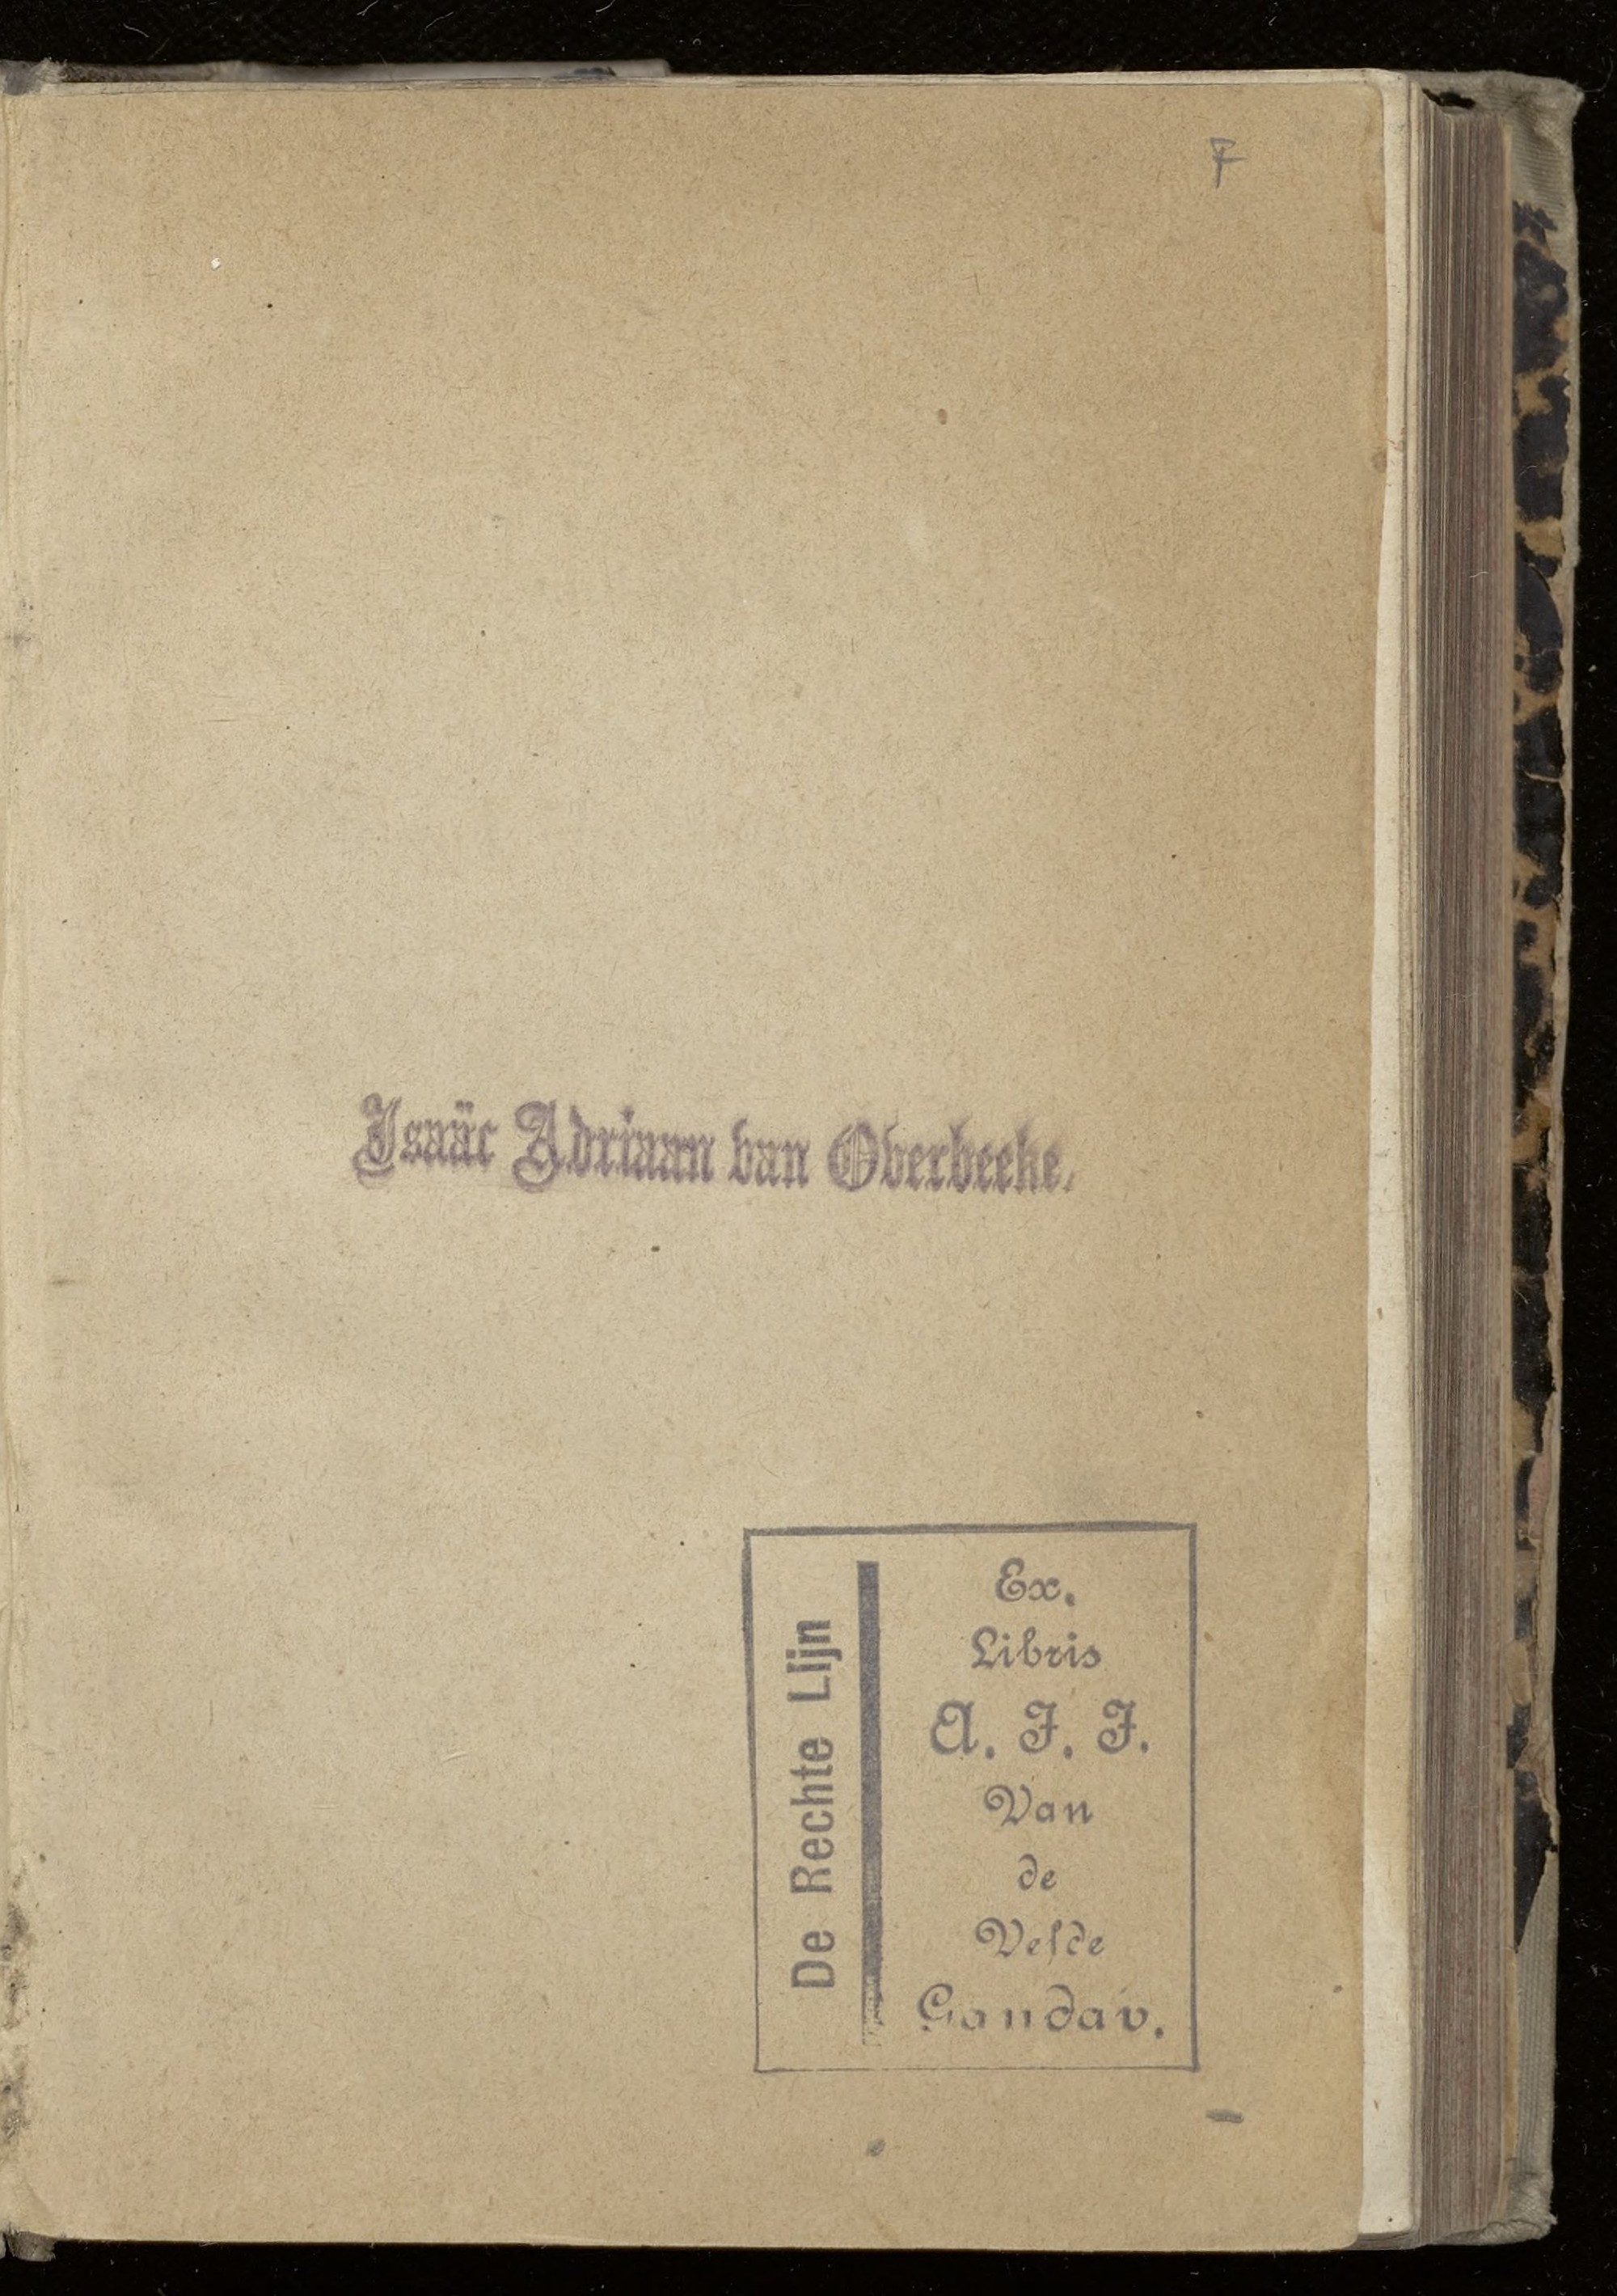 F
Isaäc Adriaan van Overbeeke.
De Rechte Lijn
Ex.
Libris
A. J. J.
Van
de
Velde
Gandav.